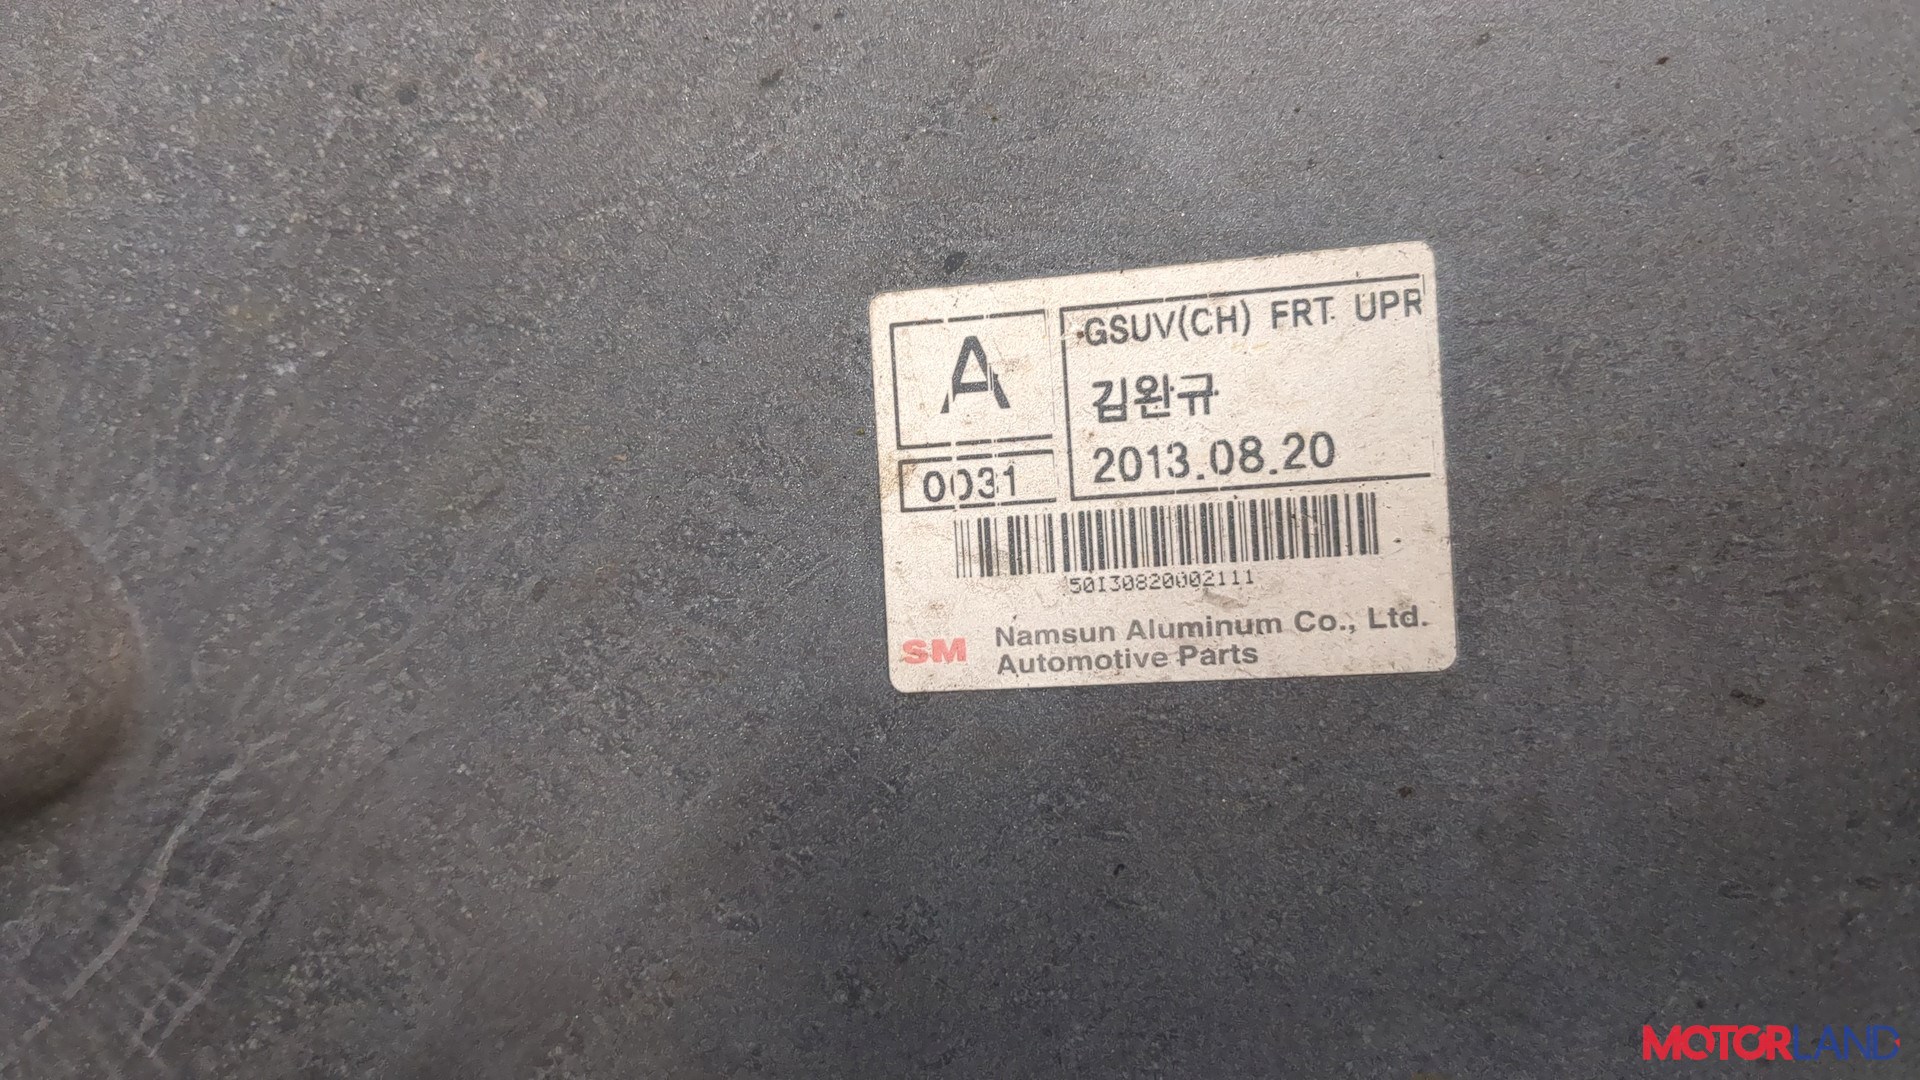 A
GSUV(CH) FRT UPR
김완규
2013.08.20
0031
50130820002111
SM
Namsun Aluminum Co., Ltd.
Automotive Parts
MOTORLAND